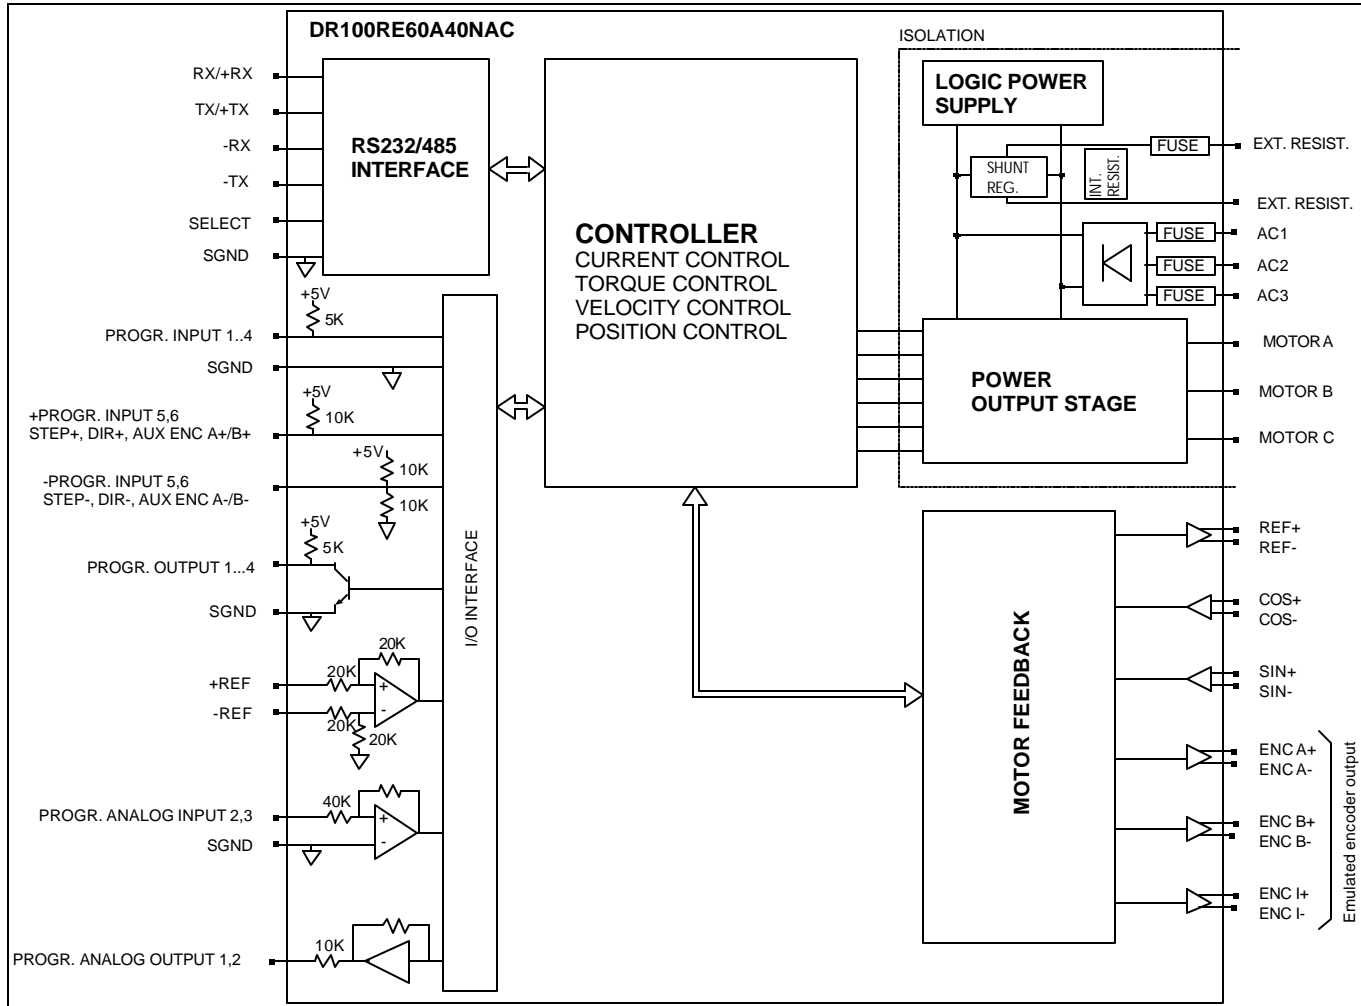 DR100RE60A40NAC
ISOLATION
RX/+RX
TX/+TX
-RX
-TX
SELECT
SGND
RS232/485
INTERFACE
CONTROLLER
CURRENT CONTROL
TORQUE CONTROL
VELOCITY CONTROL
POSITION CONTROL
LOGIC POWER
SUPPLY
SHUNT
REG.
INT.
RESIST.
FUSE
EXT. RESIST.
EXT. RESIST.
FUSE
AC1
FUSE
AC2
FUSE
AC3
POWER
OUTPUT STAGE
MOTOR A
MOTOR B
MOTOR C
+5V
5K
PROGR. INPUT 1..4
SGND
+5V
10K
+PROGR. INPUT 5,6
STEP+, DIR+, AUX ENC A+/B+
+5V
10K
10K
-PROGR. INPUT 5,6
STEP-, DIR-, AUX ENC A-/B-
+5V
5K
PROGR. OUTPUT 1...4
SGND
I/O INTERFACE
20K
20K
+
-
20K
20K
+REF
-REF
40K
+
-
PROGR. ANALOG INPUT 2,3
SGND
10K
PROGR. ANALOG OUTPUT 1,2
MOTOR FEEDBACK
REF+
REF-
COS+
COS-
SIN+
SIN-
ENC A+
ENC A-
ENC B+
ENC B-
ENC I+
ENC I-
Emulated encoder output